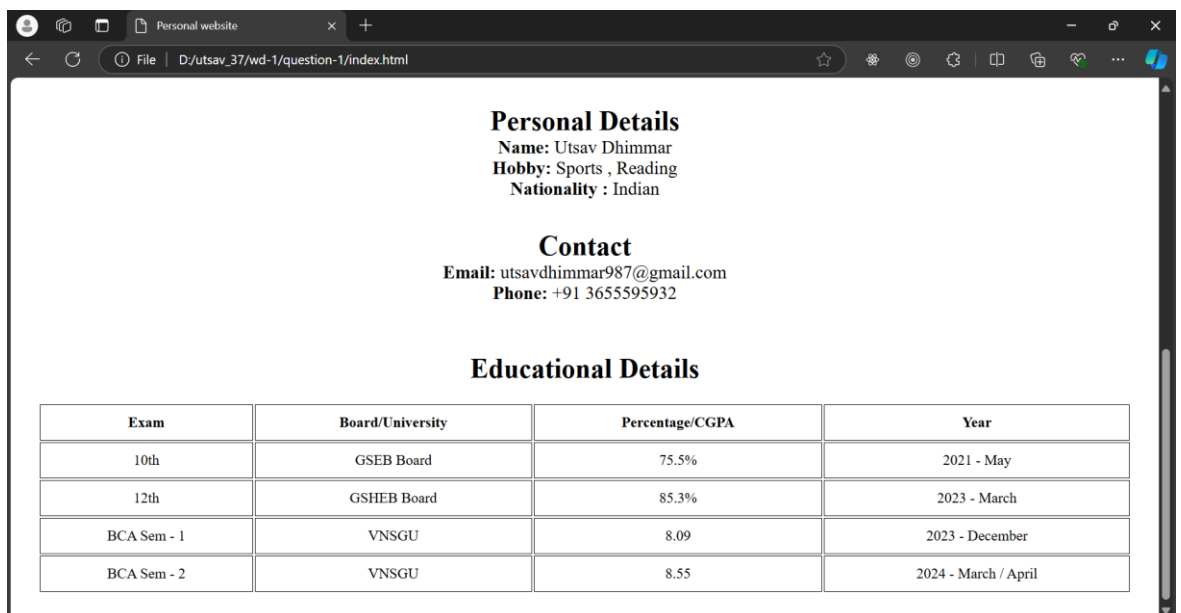 Personal website
File | D:/utsav_37/wd-1/question-1/index.html
Personal Details
Name: Utsav Dhimmar
Hobby: Sports , Reading
Nationality : Indian
Contact
Email: utsavdhimmar987@gmail.com
Phone: +91 3655595932
Educational Details
Exam Board/University Percentage/CGPA Year
10th GSEB Board 75.5% 2021 - May
12th GSHEB Board 85.3% 2023 - March
BCA Sem - 1 VNSGU 8.09 2023 - December
BCA Sem - 2 VNSGU 8.55 2024 - March / April